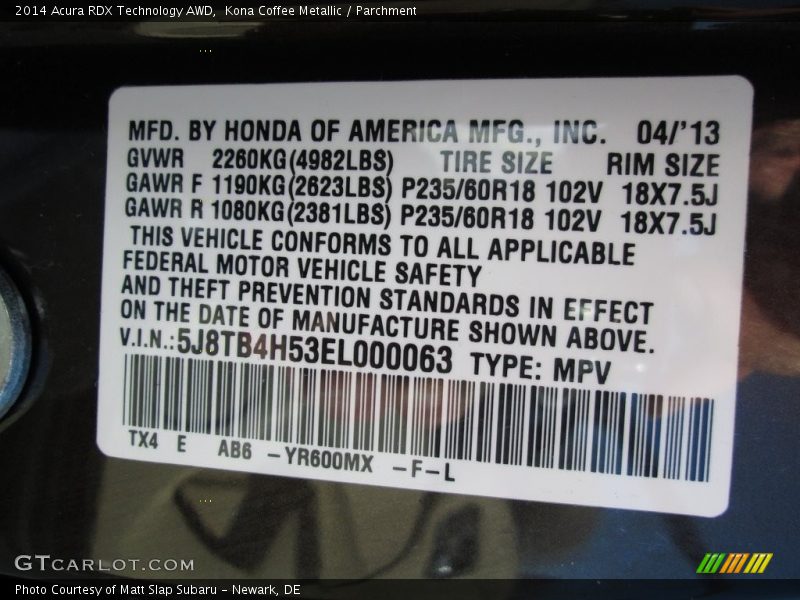 2014 Acura RDX Technology AWD,  Kona Coffee Metallic / Parchment
MFD. BY HONDA OF AMERICA MFG., INC. 04/'13
GVWR 2260KG(4982LBS) TIRE SIZE RIM SIZE
GAWR F 1190KG(2623LBS) P235/60R18 102V 18X7.5J
GAWR R 1080KG(2381LBS) P235/60R18 102V 18X7.5J
THIS VEHICLE CONFORMS TO ALL APPLICABLE
FEDERAL MOTOR VEHICLE SAFETY
AND THEFT PREVENTION STANDARDS IN EFFECT
ON THE DATE OF MANUFACTURE SHOWN ABOVE.
V.I.N.:5J8TB4H53EL000063 TYPE: MPV
TX4 E AB6 -YR600MX -F-L
GTCARLOT.COM
Photo Courtesy of Matt Slap Subaru - Newark, DE